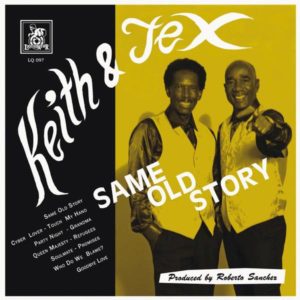 LQ 097
Keith & Tex
SAME
OLD
STORY
Same Old Story
Cyber Lover - Touch My Hand
Party Night - Grandma
Queen Majesty - Refugees
Soulmate - Promises
Who Do We Blame?
Goodbye Love
Produced by Roberto Sanchez